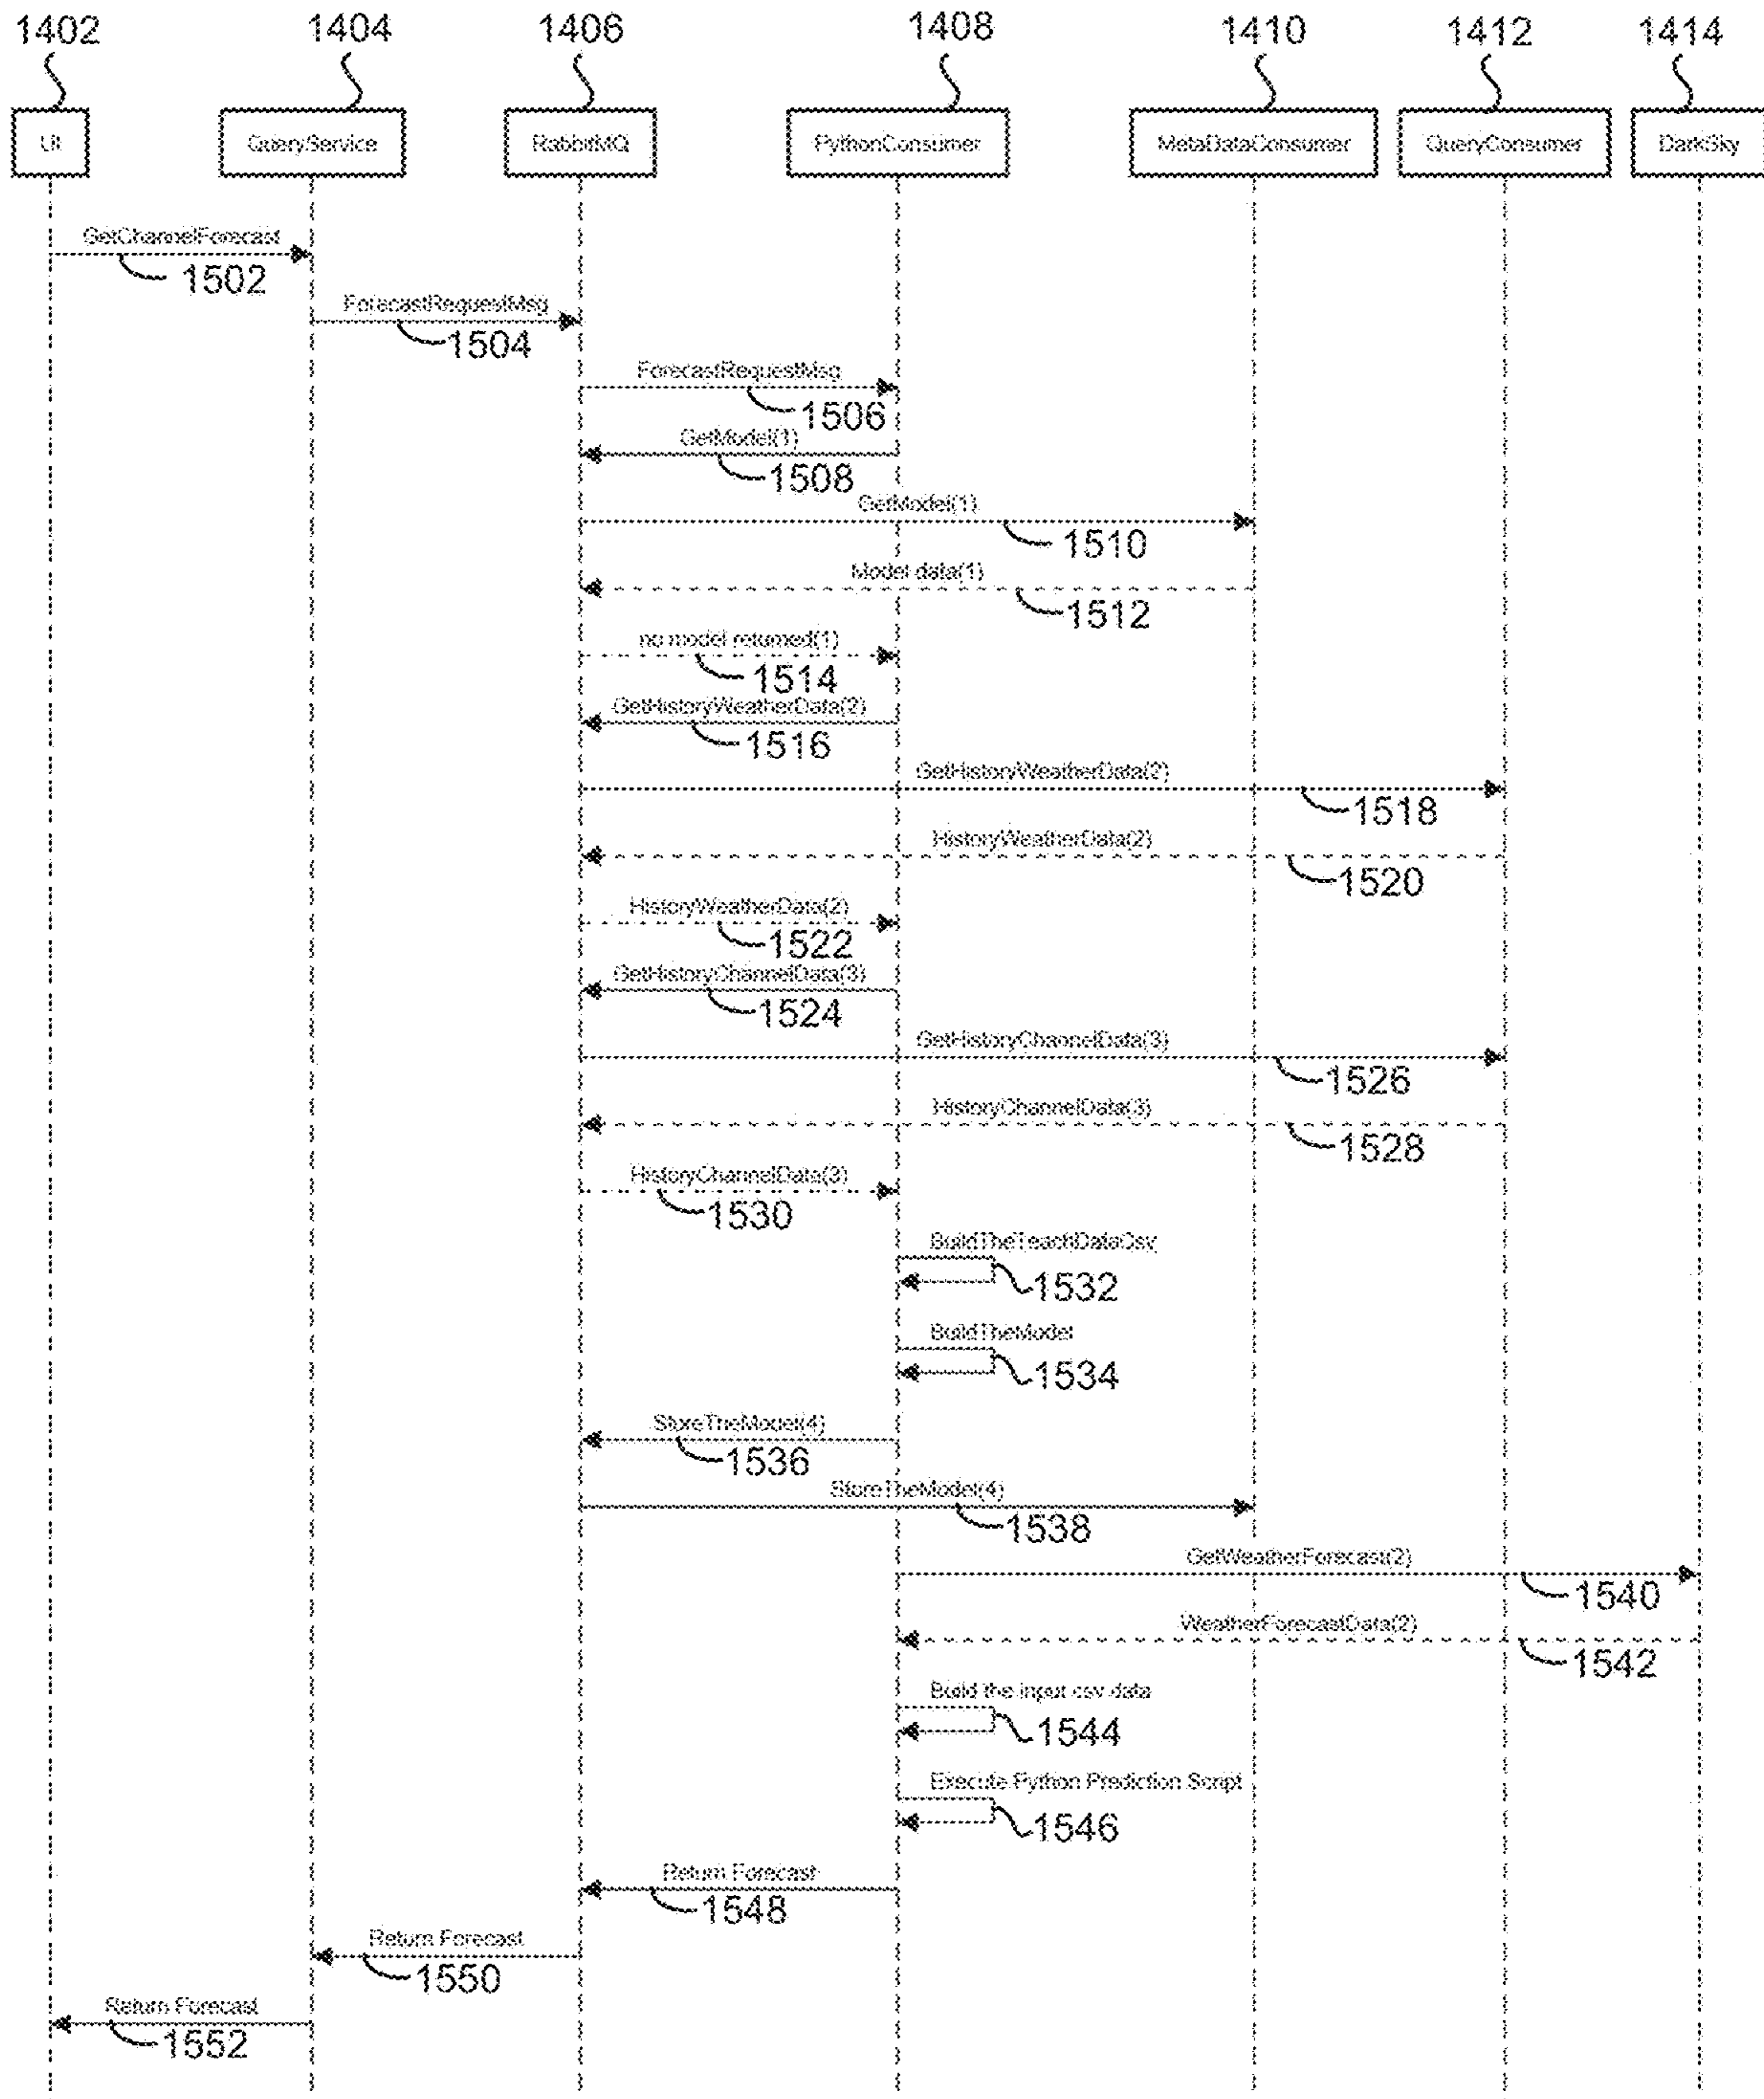 1402 1404 1406 1408 1410 1412 1414
UI QueryService RabbitMQ PythonConsumer MetaDataConsumer QueryConsumer DarkSky
GetChannelForecast
1502
ForecastRequestMsg
1504
ForecastRequestMsg
1506
GetModel(1)
1508
GetModel(1)
1510
Model data(1)
1512
no model returned(1)
1514
GetHistoryWeatherData(2)
1516
GetHistoryWeatherData(2)
1518
HistoryWeatherData(2)
1520
HistoryWeatherData(2)
1522
GetHistoryChannelData(3)
1524
GetHistoryChannelData(3)
1526
HistoryChannelData(3)
1528
HistoryChannelData(3)
1530
BuildTheTeachDataCsv
1532
BuildTheModel
1534
StoreTheModel(4)
1536
StoreTheModel(4)
1538
GetWeatherForecast(2)
1540
WeatherForecastData(2)
1542
Build the input csv data
1544
Execute Python Prediction Script
1546
Return Forecast
1548
Return Forecast
1550
Return Forecast
1552